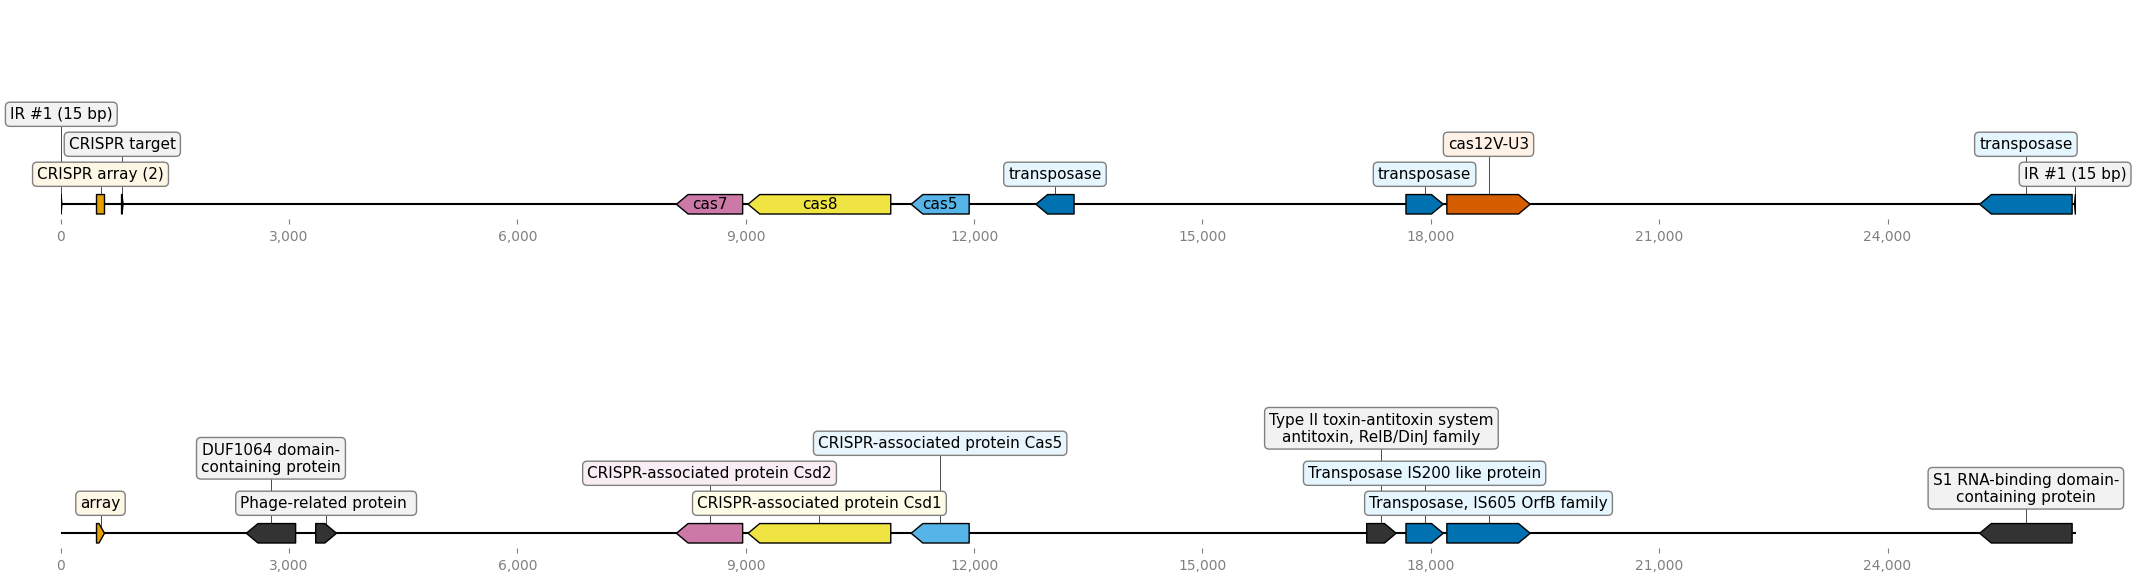 IR #1 (15 bp)
CRISPR target
cas12V-U3
transposase
CRISPR array (2)
transposase
transposase
IR #1 (15 bp)
cas7
cas8
cas5
0
3,000
6,000
9,000
12,000
15,000
18,000
21,000
24,000
Type II toxin-antitoxin system
antitoxin, RelB/DinJ family
DUF1064 domain-
containing protein
CRISPR-associated protein Cas5
CRISPR-associated protein Csd2
Transposase IS200 like protein
S1 RNA-binding domain-
containing protein
array
Phage-related protein
CRISPR-associated protein Csd1
Transposase, IS605 OrfB family
0
3,000
6,000
9,000
12,000
15,000
18,000
21,000
24,000